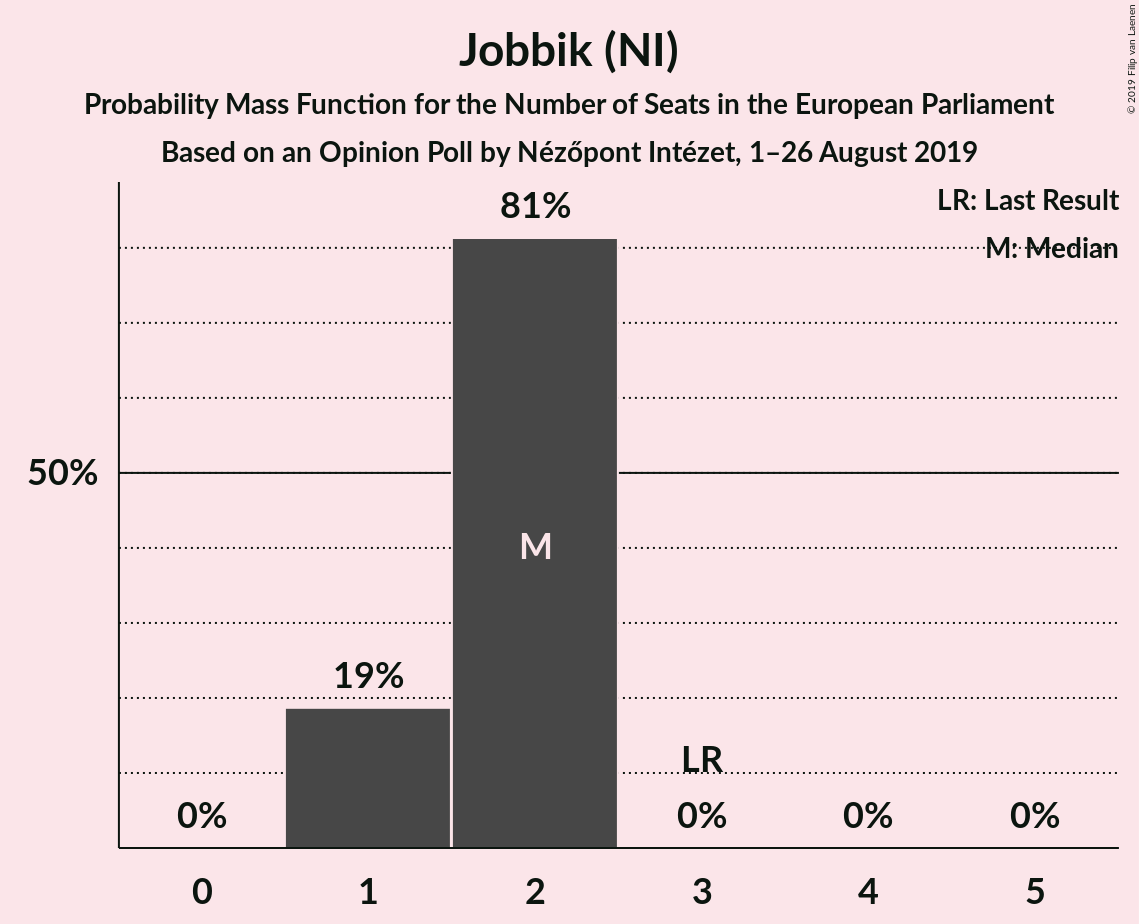 Jobbik (NI)
Probability Mass Function for the Number of Seats in the European Parliament
Based on an Opinion Poll by Nézőpont Intézet, 1–26 August 2019
© 2019 Filip van Laenen
LR: Last Result
M: Median
81%
50%
M
19%
LR
0% 0% 0% 0%
0 1 2 3 4 5